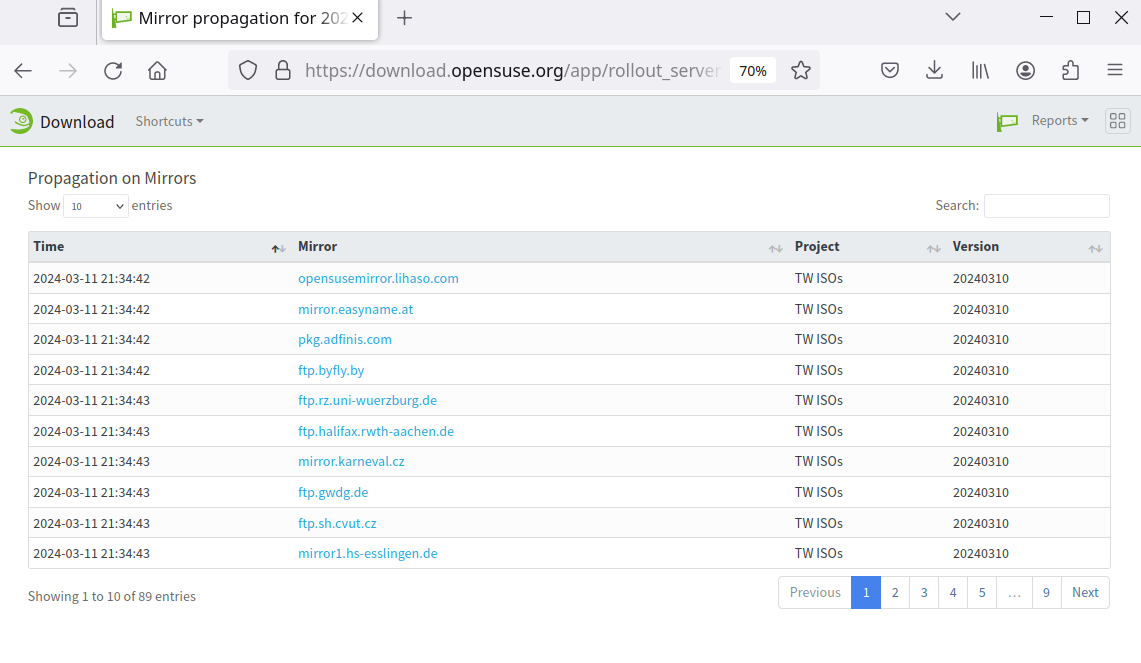 Mirror propagation for 202
https://download.opensuse.org/app/rollout_server 70%
Download Shortcuts Reports
Propagation on Mirrors
Show 10 entries Search:
Time Mirror Project Version
2024-03-11 21:34:42 opensusemirror.lihaso.com TW ISOs 20240310
2024-03-11 21:34:42 mirror.easyname.at TW ISOs 20240310
2024-03-11 21:34:42 pkg.adfinis.com TW ISOs 20240310
2024-03-11 21:34:42 ftp.byfly.by TW ISOs 20240310
2024-03-11 21:34:43 ftp.rz.uni-wuerzburg.de TW ISOs 20240310
2024-03-11 21:34:43 ftp.halifax.rwth-aachen.de TW ISOs 20240310
2024-03-11 21:34:43 mirror.karneval.cz TW ISOs 20240310
2024-03-11 21:34:43 ftp.gwdg.de TW ISOs 20240310
2024-03-11 21:34:43 ftp.sh.cvut.cz TW ISOs 20240310
2024-03-11 21:34:43 mirror1.hs-esslingen.de TW ISOs 20240310
Showing 1 to 10 of 89 entries Previous 1 2 3 4 5 … 9 Next